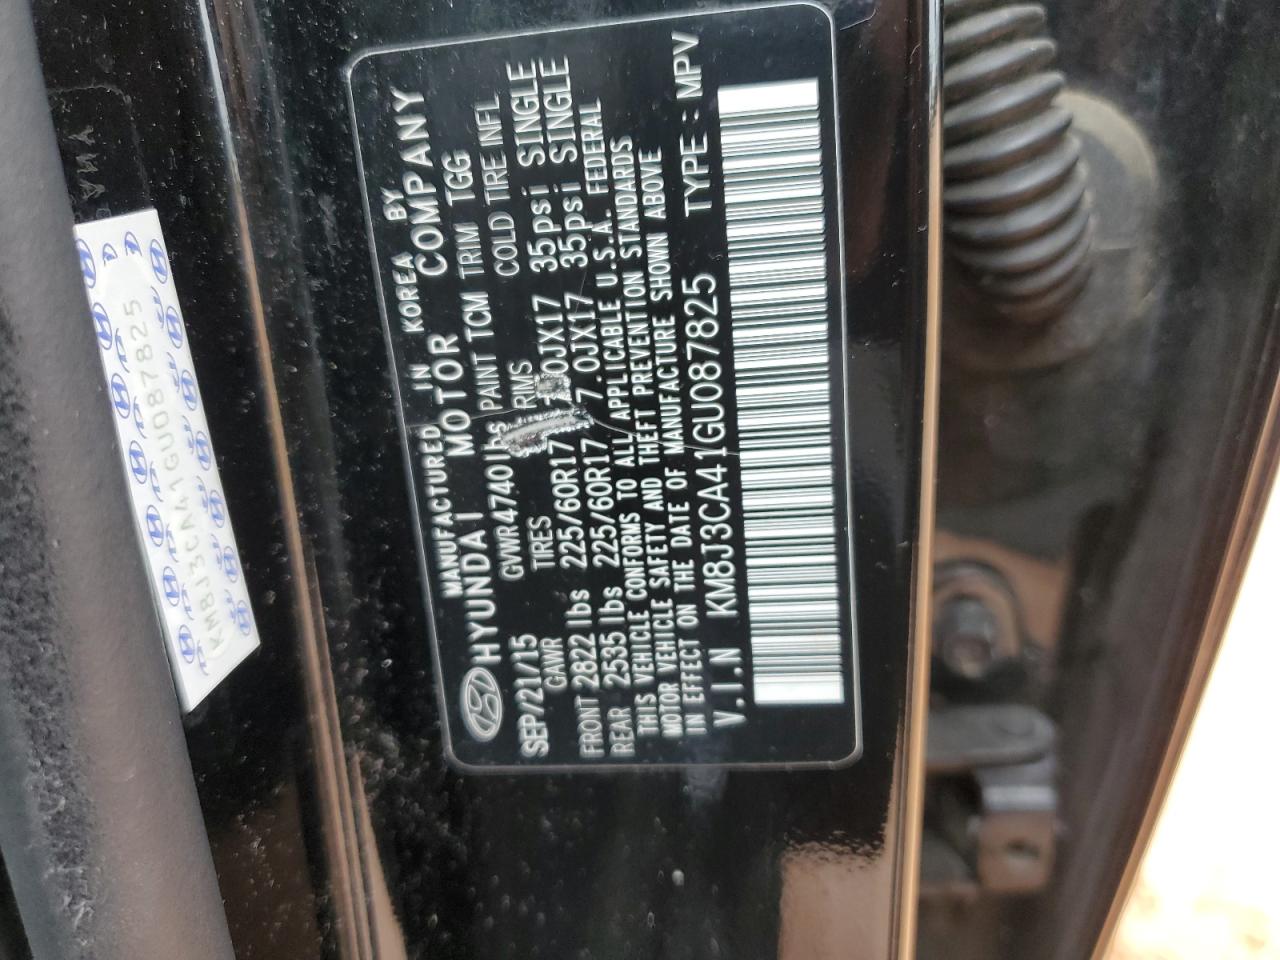 MANUFACTURED IN KOREA BY
HYUNDAI MOTOR COMPANY
SEP/21/15 GVWR 4740 lbs PAINT TCM TRIM TGG
GAWR TIRES RIMS COLD TIRE INFL
FRONT 2822 lbs 225/60R17 0JX17 35psi SINGLE
REAR 2535 lbs 225/60R17 7.0JX17 35psi SINGLE
THIS VEHICLE CONFORMS TO ALL APPLICABLE U.S.A. FEDERAL
MOTOR VEHICLE SAFETY AND THEFT PREVENTION STANDARDS
IN EFFECT ON THE DATE OF MANUFACTURE SHOWN ABOVE
V.I.N KM8J3CA41GU087825 TYPE : MPV
KM8J3CA41GU087825